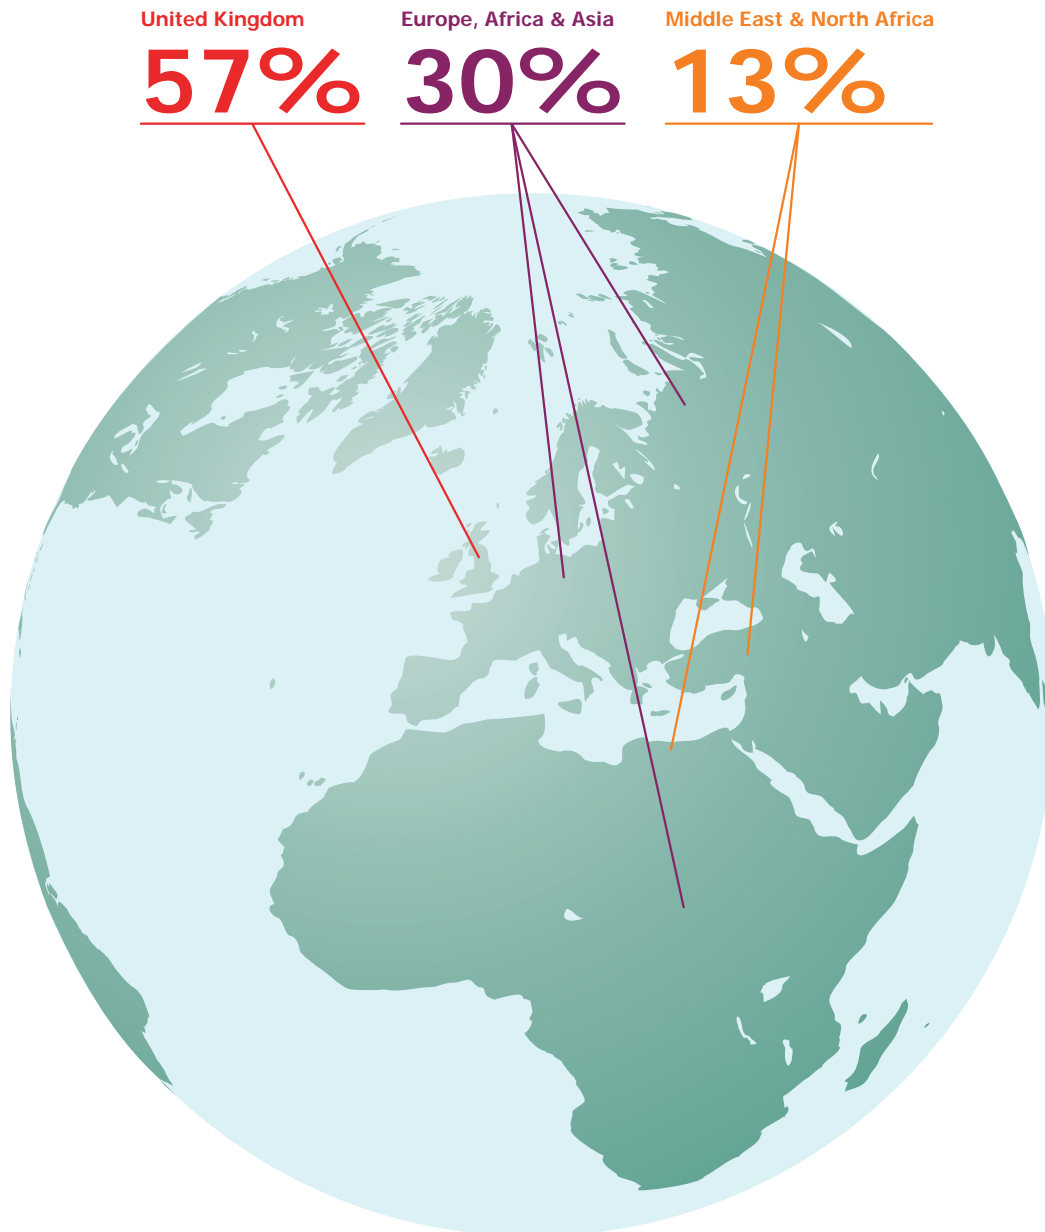 United Kingdom
57%
Europe, Africa & Asia
30%
Middle East & North Africa
13%